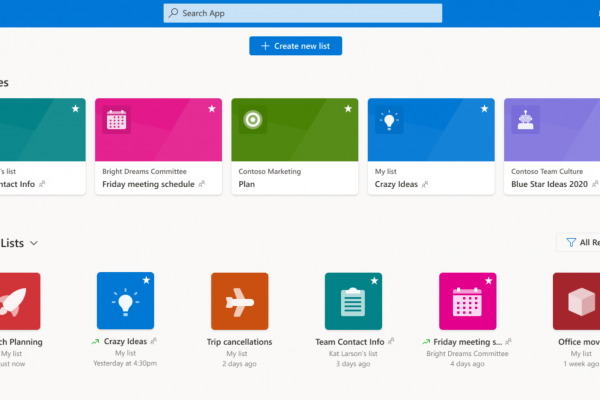 Search App
Create new list
es
's list
ntact Info
Bright Dreams Committee
Friday meeting schedule
Contoso Marketing
Plan
My list
Crazy Ideas
Contoso Team Culture
Blue Star Ideas 2020
Lists
All Re
ch Planning
My list
ust now
Crazy Ideas
My list
Yesterday at 4:30pm
Trip cancellations
My list
2 days ago
Team Contact Info
Kat Larson's list
3 days ago
Friday meeting s...
Bright Dreams Committee
4 days ago
Office mov
My list
1 week ago